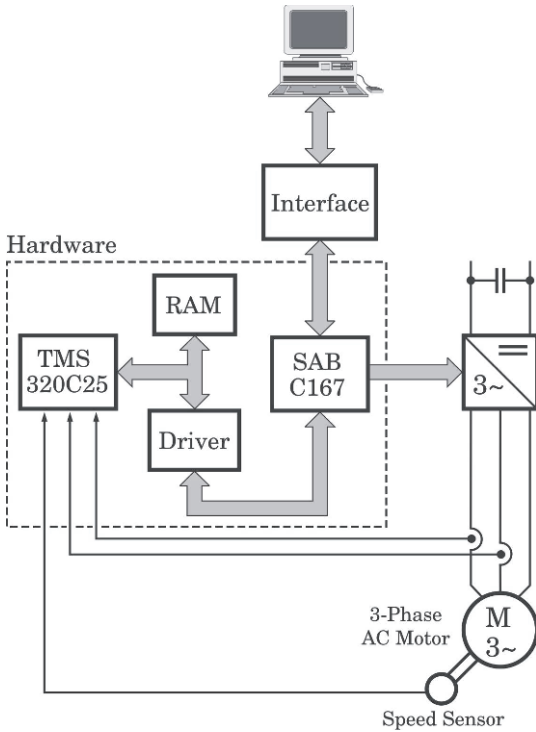 Interface
Hardware
RAM
TMS
320C25
SAB
C167
3~
Driver
3-Phase
AC Motor
M
3~
Speed Sensor